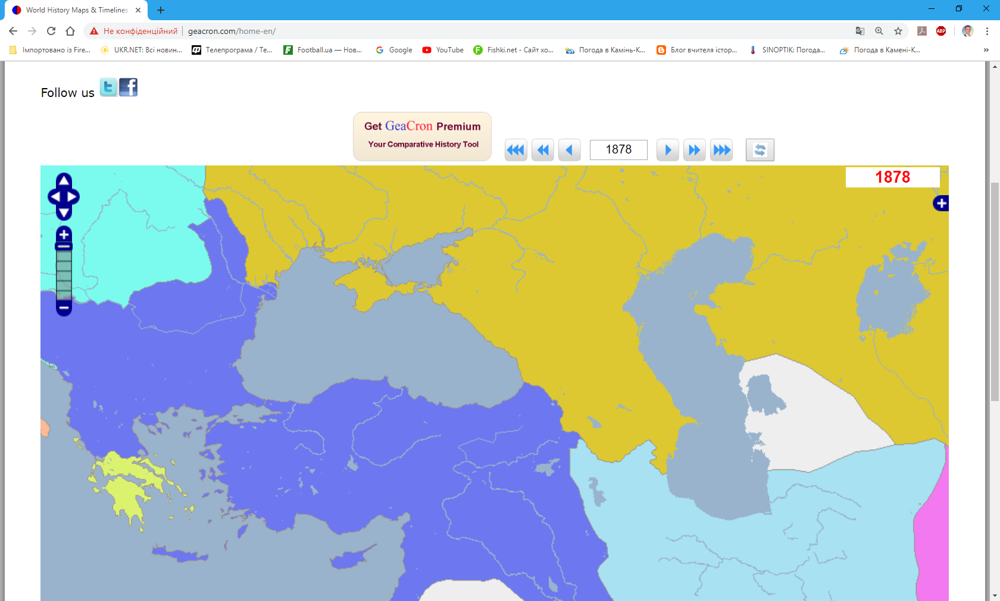 World History Maps & Timelines
Не конфіденційний
geacron.com/home-en/
Імпортовано із Fire...
UKR.NET: Всі новин...
Телепрограма / Те...
Football.ua — Нов...
Google
YouTube
Fishki.net - Сайт хо...
Погода в Камінь-К...
Блог вчителя істор...
SINOPTIK: Погода...
Погода в Камені-К...
»
ABP
Follow us
Get GeaCron Premium
Your Comparative History Tool
1878
1878